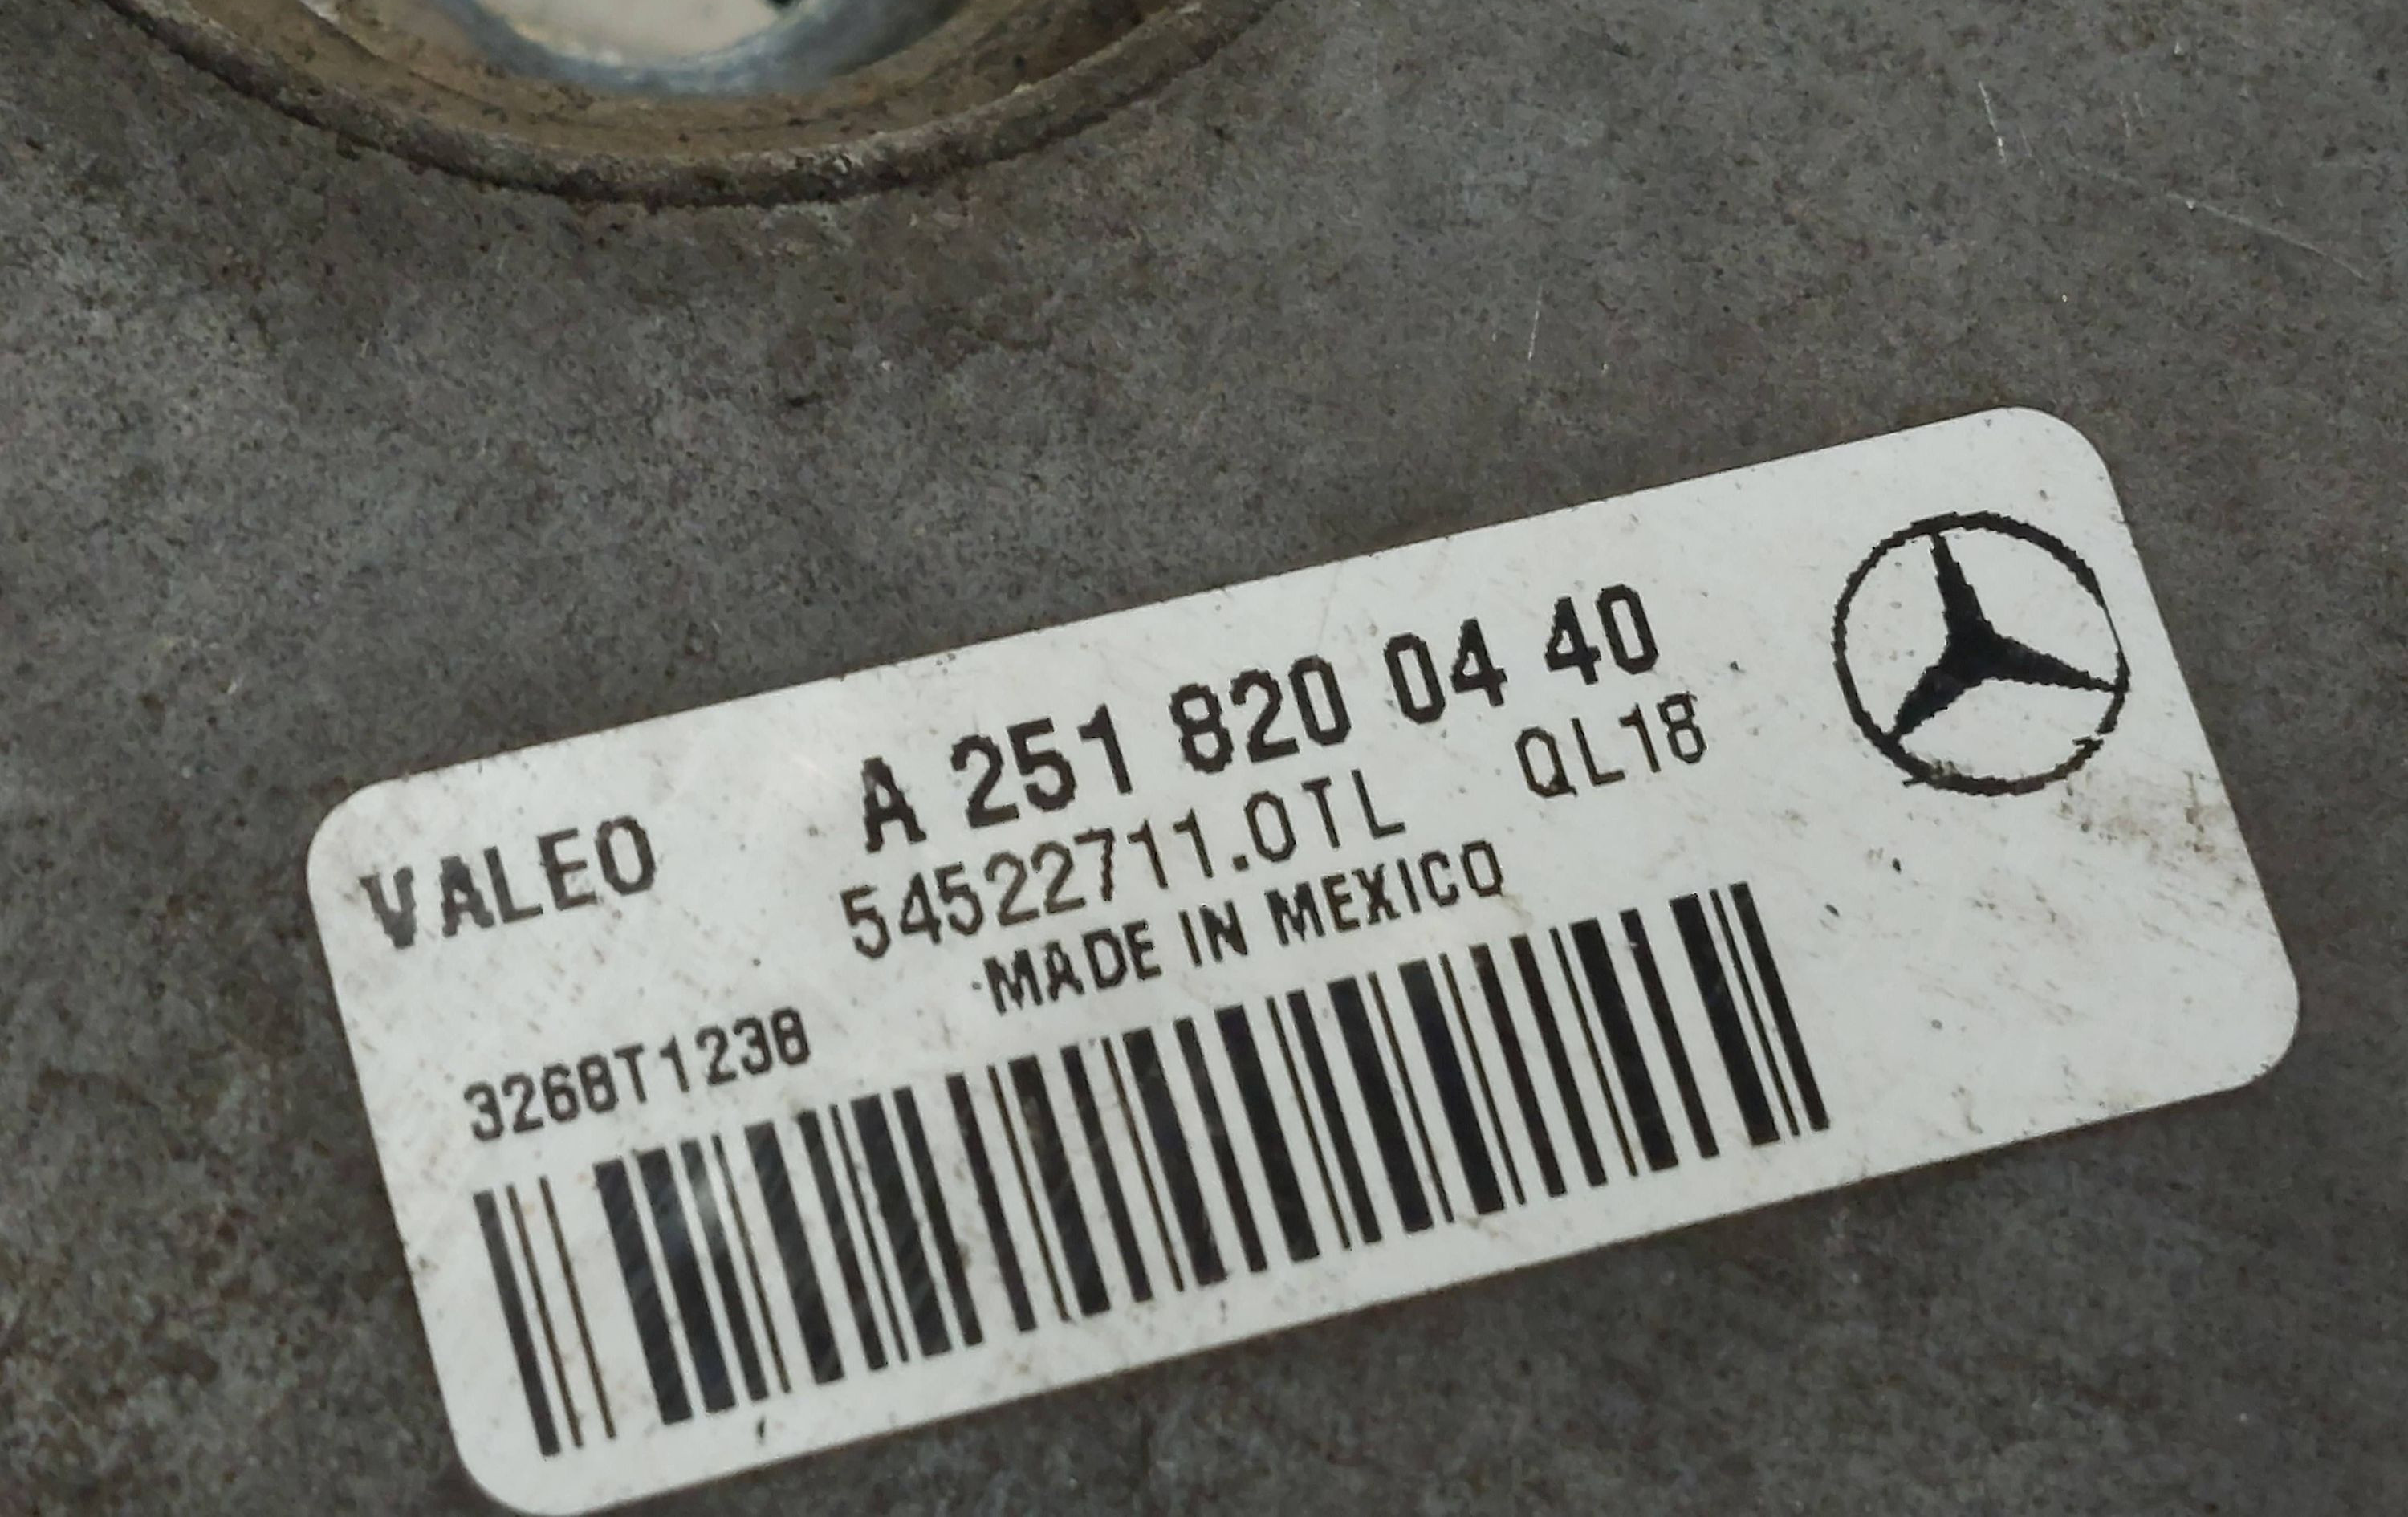 A 251 820 04 40
VALEO 54522711.0TL QL18
MADE IN MEXICO
3268T1238